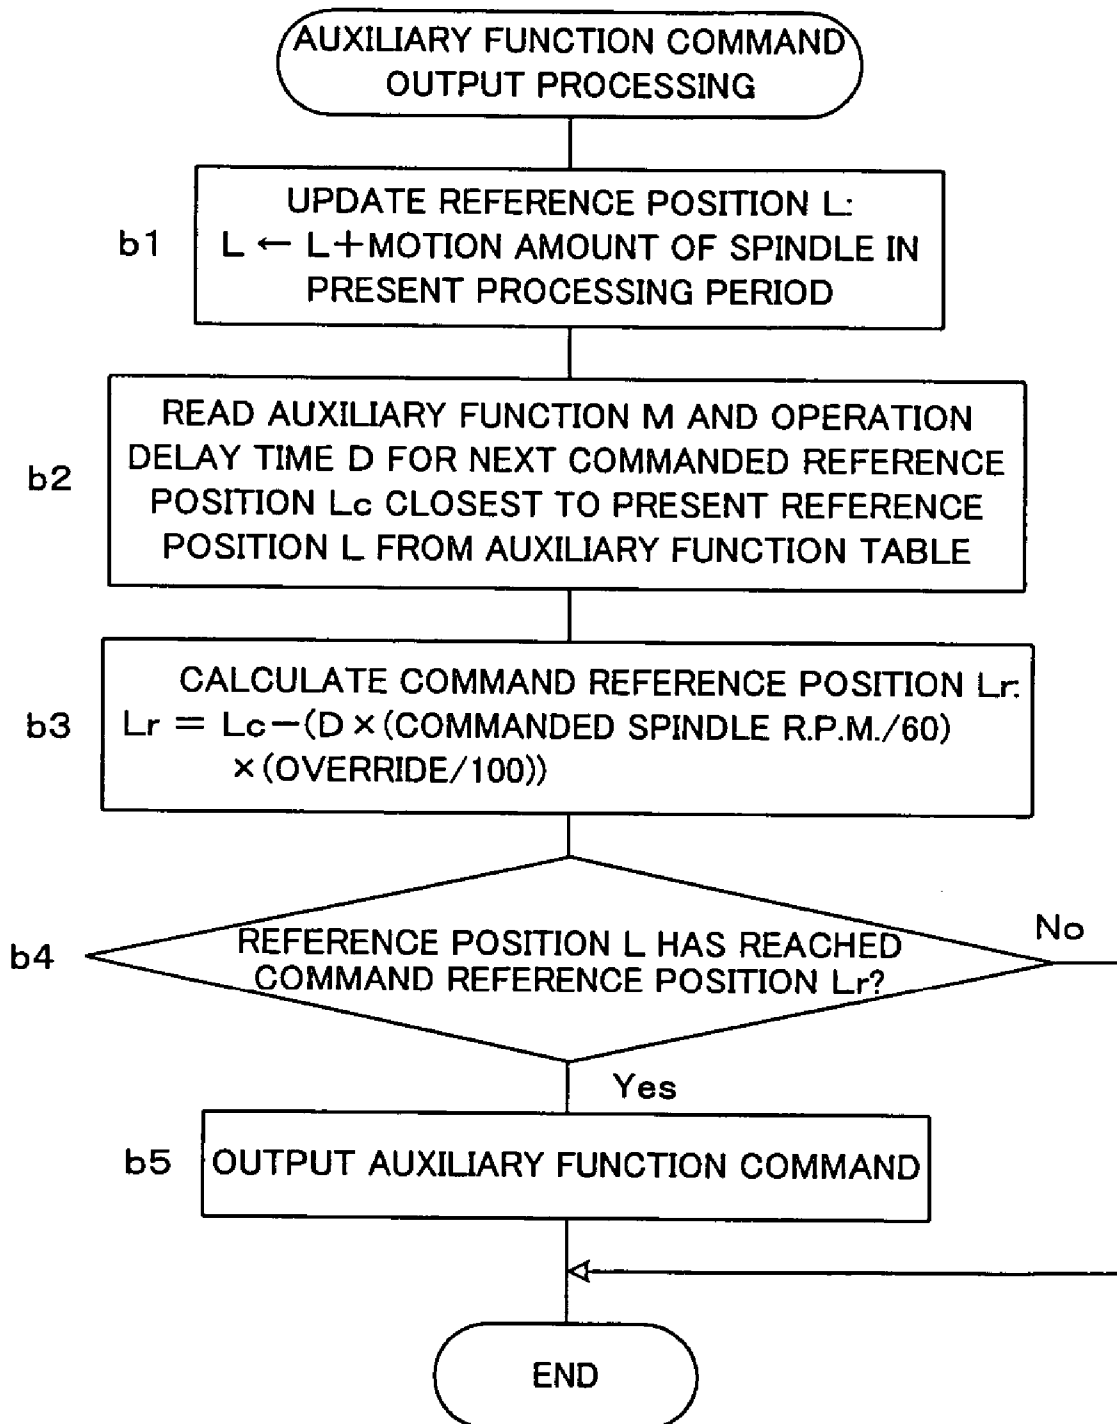 AUXILIARY FUNCTION COMMAND
OUTPUT PROCESSING
b1
UPDATE REFERENCE POSITION L:
L ← L+MOTION AMOUNT OF SPINDLE IN
PRESENT PROCESSING PERIOD
b2
READ AUXILIARY FUNCTION M AND OPERATION
DELAY TIME D FOR NEXT COMMANDED REFERENCE
POSITION Lc CLOSEST TO PRESENT REFERENCE
POSITION L FROM AUXILIARY FUNCTION TABLE
b3
CALCULATE COMMAND REFERENCE POSITION Lr:
Lr = Lc−(D×(COMMANDED SPINDLE R.P.M./60)
×(OVERRIDE/100))
b4
REFERENCE POSITION L HAS REACHED
COMMAND REFERENCE POSITION Lr?
No
Yes
b5
OUTPUT AUXILIARY FUNCTION COMMAND
END